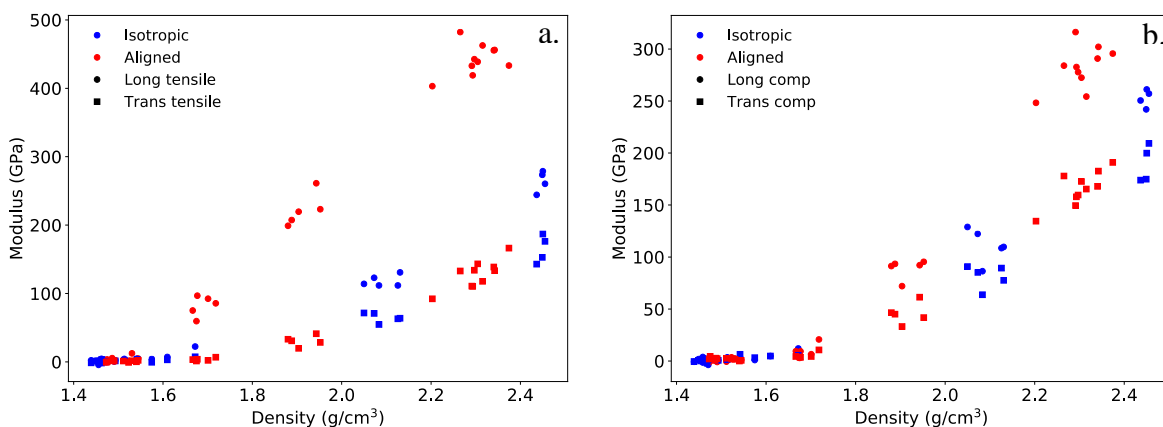 a.
Isotropic
Aligned
Long tensile
Trans tensile
Modulus (GPa)
500
400
300
200
100
0
1.4 1.6 1.8 2.0 2.2 2.4
Density (g/cm³)
b.
Isotropic
Aligned
Long comp
Trans comp
Modulus (GPa)
300
250
200
150
100
50
0
1.4 1.6 1.8 2.0 2.2 2.4
Density (g/cm³)